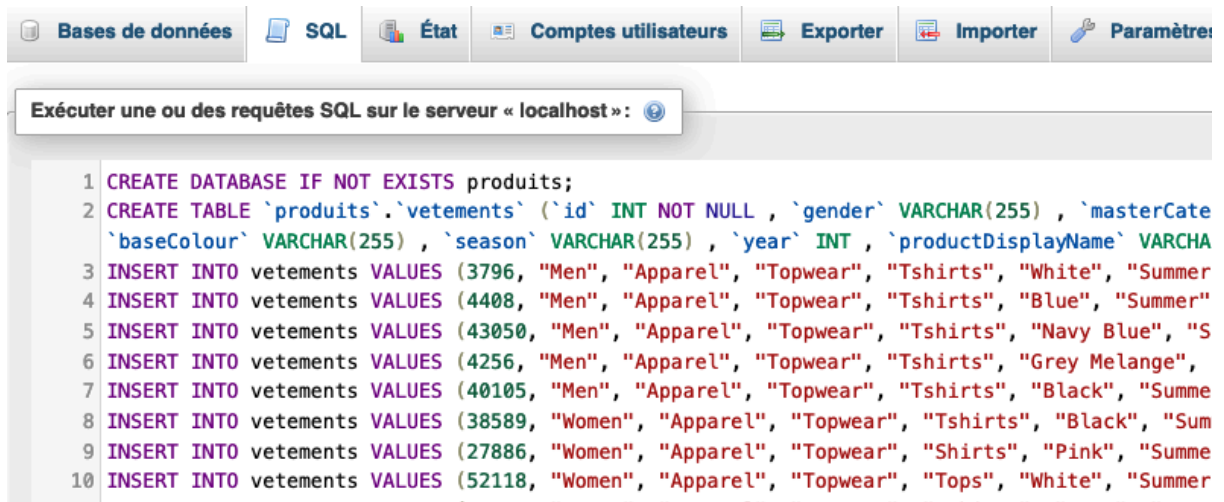 Bases de données SQL État Comptes utilisateurs Exporter Importer Paramètres
Exécuter une ou des requêtes SQL sur le serveur « localhost » :
1 CREATE DATABASE IF NOT EXISTS produits;
2 CREATE TABLE `produits`.`vetements` (`id` INT NOT NULL , `gender` VARCHAR(255) , `masterCate
`baseColour` VARCHAR(255) , `season` VARCHAR(255) , `year` INT , `productDisplayName` VARCHA
3 INSERT INTO vetements VALUES (3796, "Men", "Apparel", "Topwear", "Tshirts", "White", "Summer
4 INSERT INTO vetements VALUES (4408, "Men", "Apparel", "Topwear", "Tshirts", "Blue", "Summer"
5 INSERT INTO vetements VALUES (43050, "Men", "Apparel", "Topwear", "Tshirts", "Navy Blue", "S
6 INSERT INTO vetements VALUES (4256, "Men", "Apparel", "Topwear", "Tshirts", "Grey Melange",
7 INSERT INTO vetements VALUES (40105, "Men", "Apparel", "Topwear", "Tshirts", "Black", "Summe
8 INSERT INTO vetements VALUES (38589, "Women", "Apparel", "Topwear", "Tshirts", "Black", "Sum
9 INSERT INTO vetements VALUES (27886, "Women", "Apparel", "Topwear", "Shirts", "Pink", "Summe
10 INSERT INTO vetements VALUES (52118, "Women", "Apparel", "Topwear", "Tops", "White", "Summer